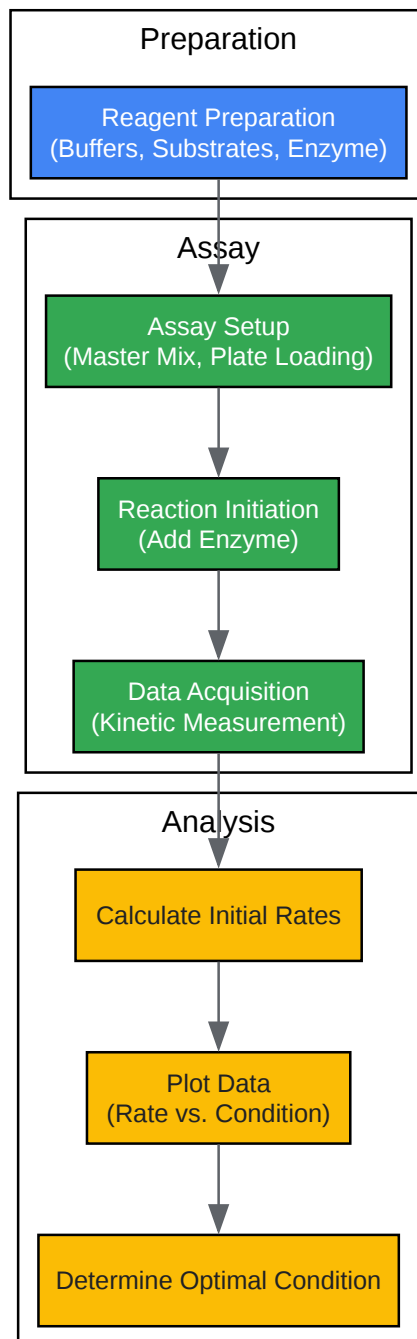 Preparation
Reagent Preparation
(Buffers, Substrates, Enzyme)
Assay
Assay Setup
(Master Mix, Plate Loading)
Reaction Initiation
(Add Enzyme)
Data Acquisition
(Kinetic Measurement)
Analysis
Calculate Initial Rates
Plot Data
(Rate vs. Condition)
Determine Optimal Condition